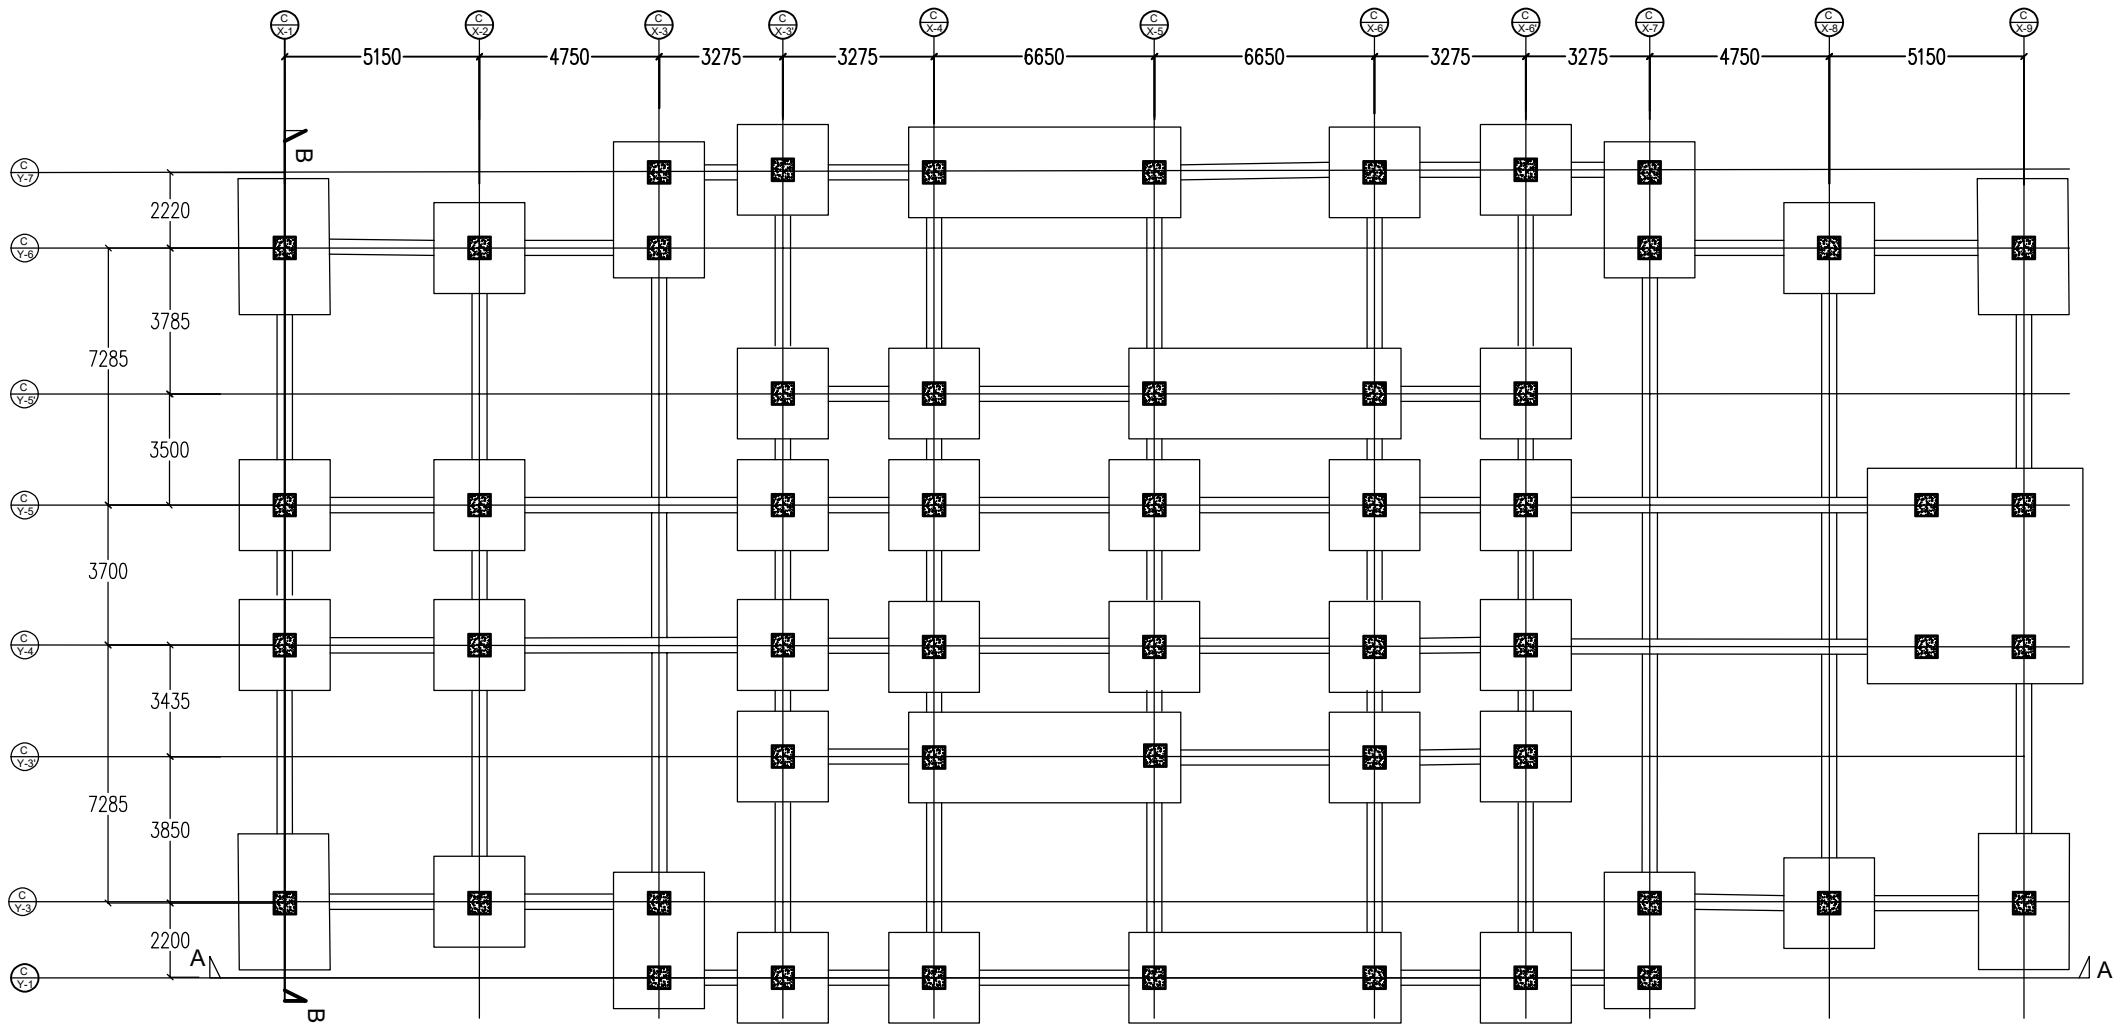 C C C C C C C C C C C
X-1 X-2 X-3 X-3' X-4 X-5 X-6 X-6' X-7 X-8 X-9
5150 4750 3275 3275 6650 6650 3275 3275 4750 5150
B
C
Y-7
2220
C
Y-6
3785
7285
C
Y-5'
3500
C
Y-5
3700
C
Y-4
3435
C
Y-3'
7285
3850
C
Y-3
2200
A
C
Y-1
A
B